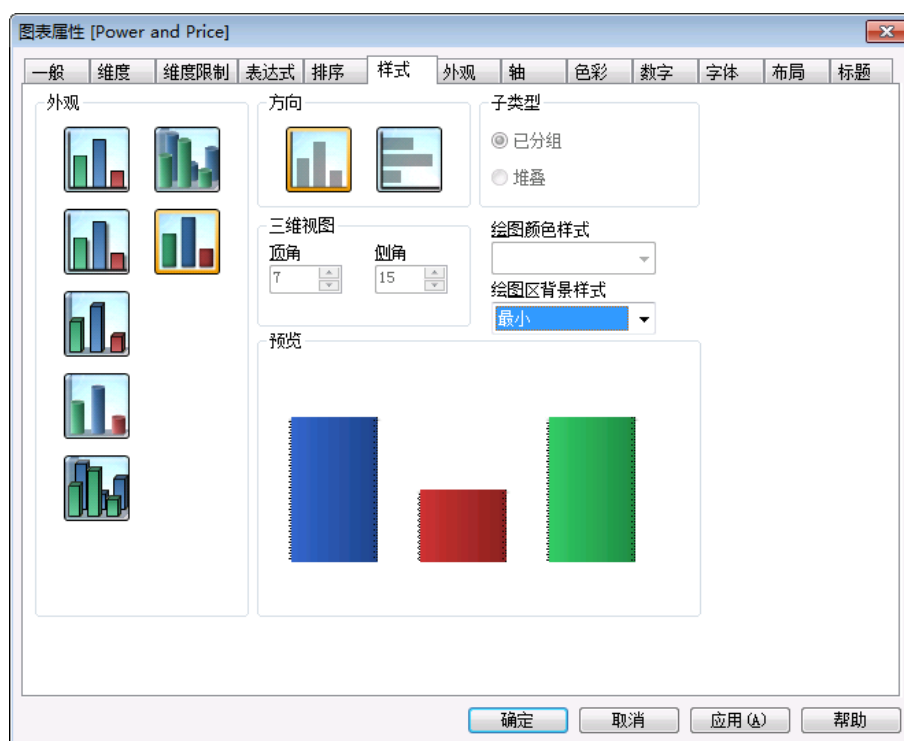 图表属性 [Power and Price]
一般 维度 维度限制 表达式 排序 样式 外观 轴 色彩 数字 字体 布局 标题
外观
方向
子类型
已分组
堆叠
三维视图
顶角 侧角
7 15
绘图颜色样式
绘图区背景样式
最小
预览
确定 取消 应用(A) 帮助